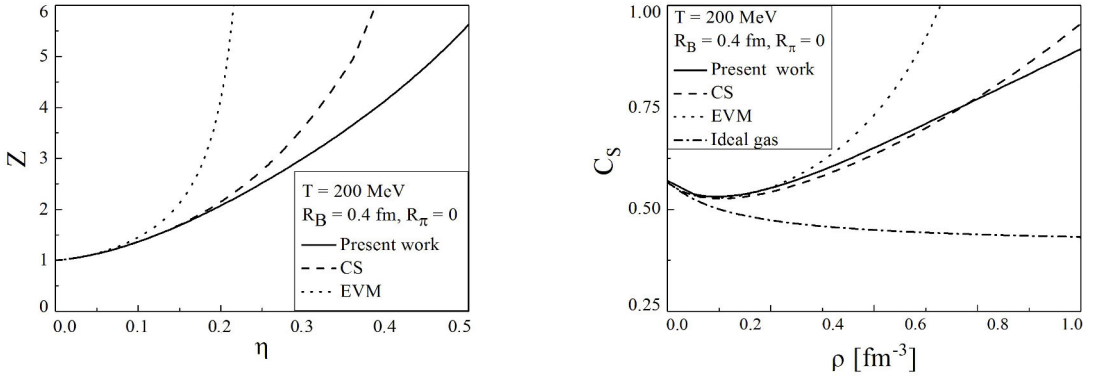 Z
6
5
4
3
2
1
0
T = 200 MeV
R_B = 0.4 fm, R_π = 0
Present work
CS
EVM
0.0 0.1 0.2 0.3 0.4 0.5
η
C_S
1.00
0.75
0.50
0.25
T = 200 MeV
R_B = 0.4 fm, R_π = 0
Present work
CS
EVM
Ideal gas
0.0 0.2 0.4 0.6 0.8 1.0
ρ [fm⁻³]